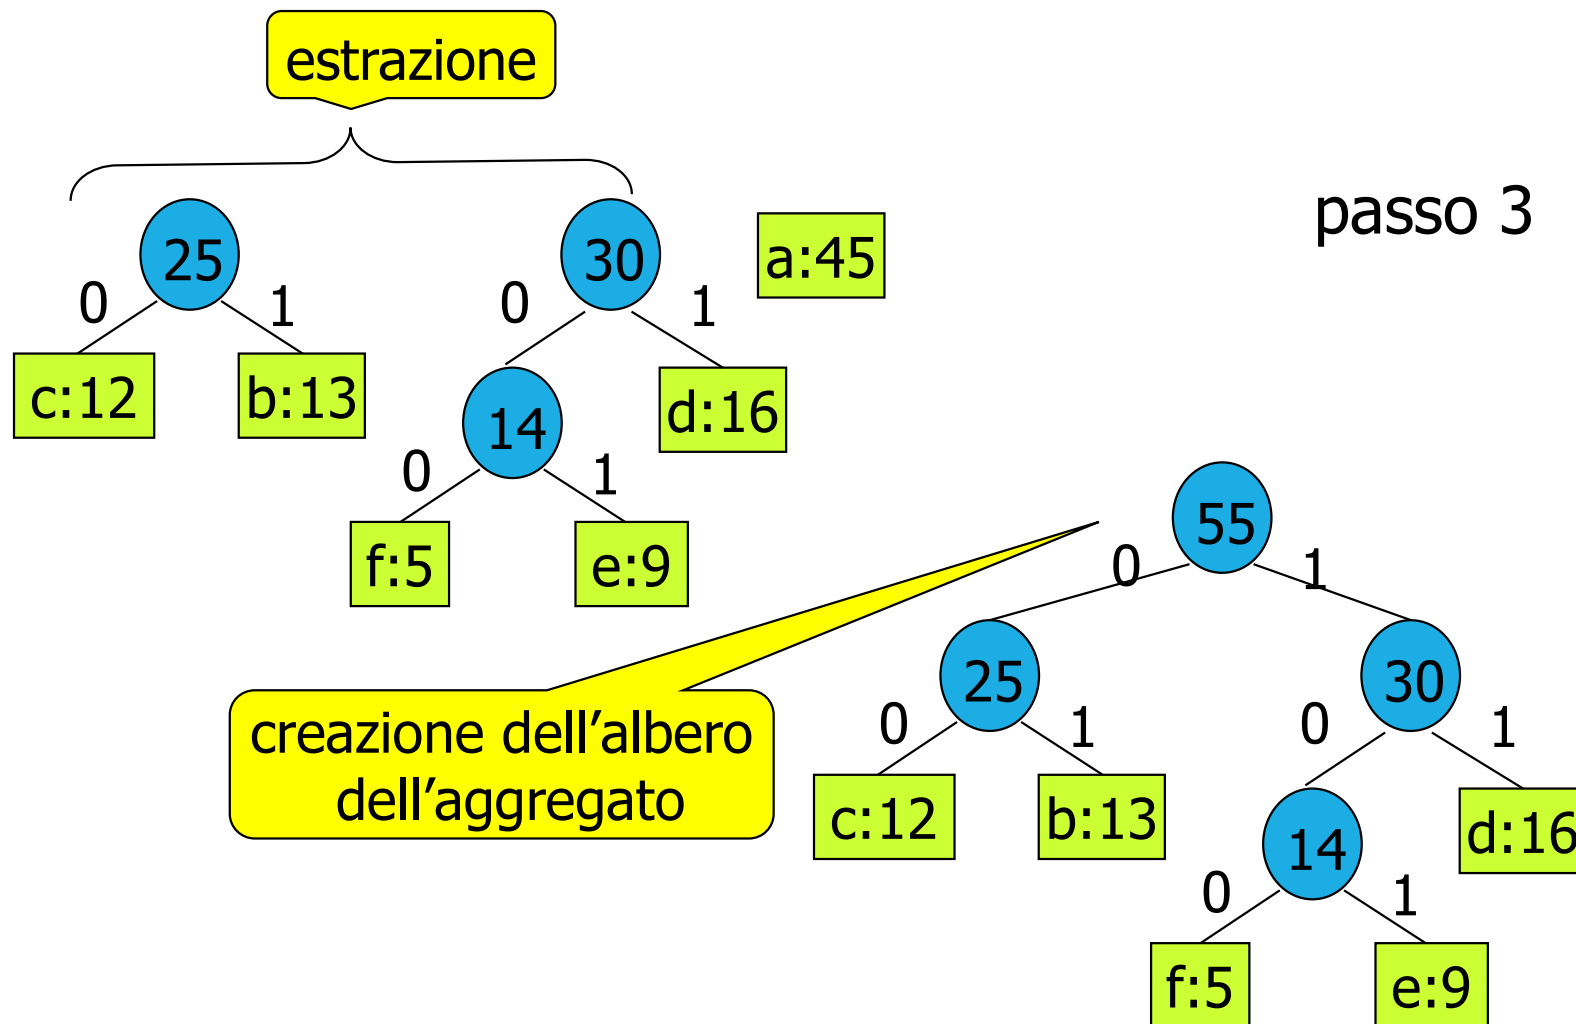 estrazione
passo 3
25
30
a:45
0
1
0
1
c:12
b:13
14
d:16
0
1
f:5
e:9
55
0
1
creazione dell'albero
dell'aggregato
25
30
0
1
0
1
c:12
b:13
14
d:16
0
1
f:5
e:9